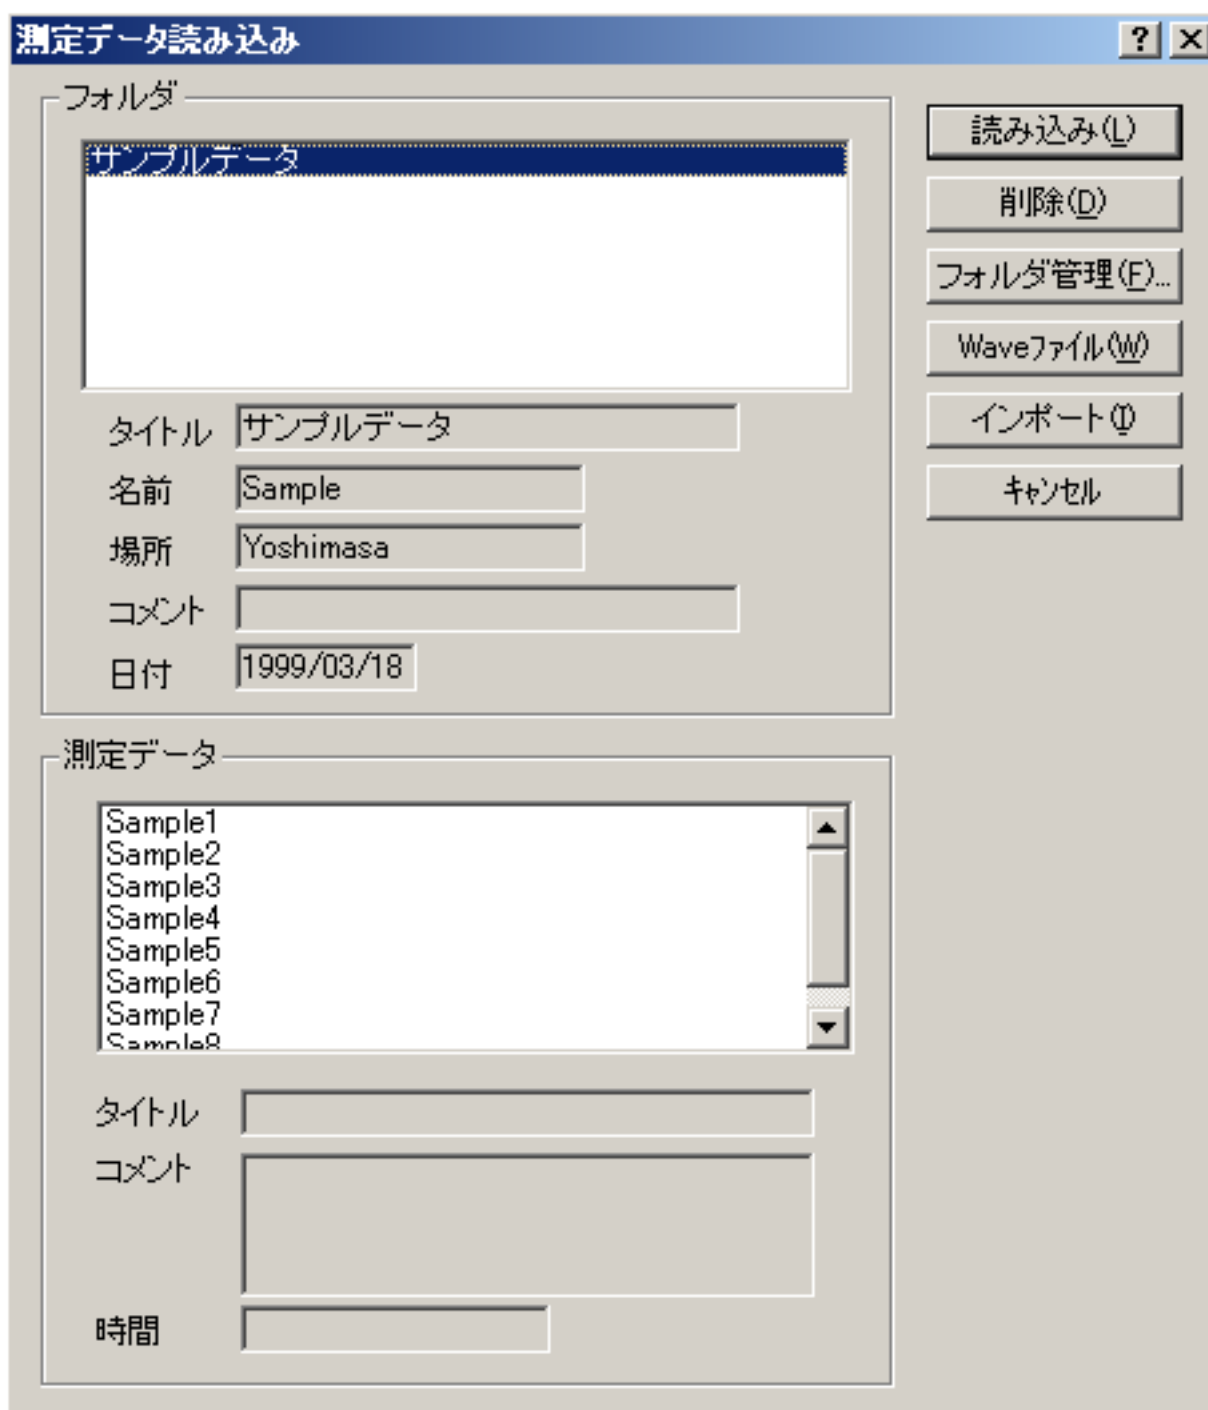 測定データ読み込み
フォルダ
サンプルデータ
タイトル サンプルデータ
名前 Sample
場所 Yoshimasa
コメント
日付 1999/03/18
読み込み(L)
削除(D)
フォルダ管理(F)...
Waveファイル(W)
インポート(I)
キャンセル
測定データ
Sample1
Sample2
Sample3
Sample4
Sample5
Sample6
Sample7
Sample8
タイトル
コメント
時間